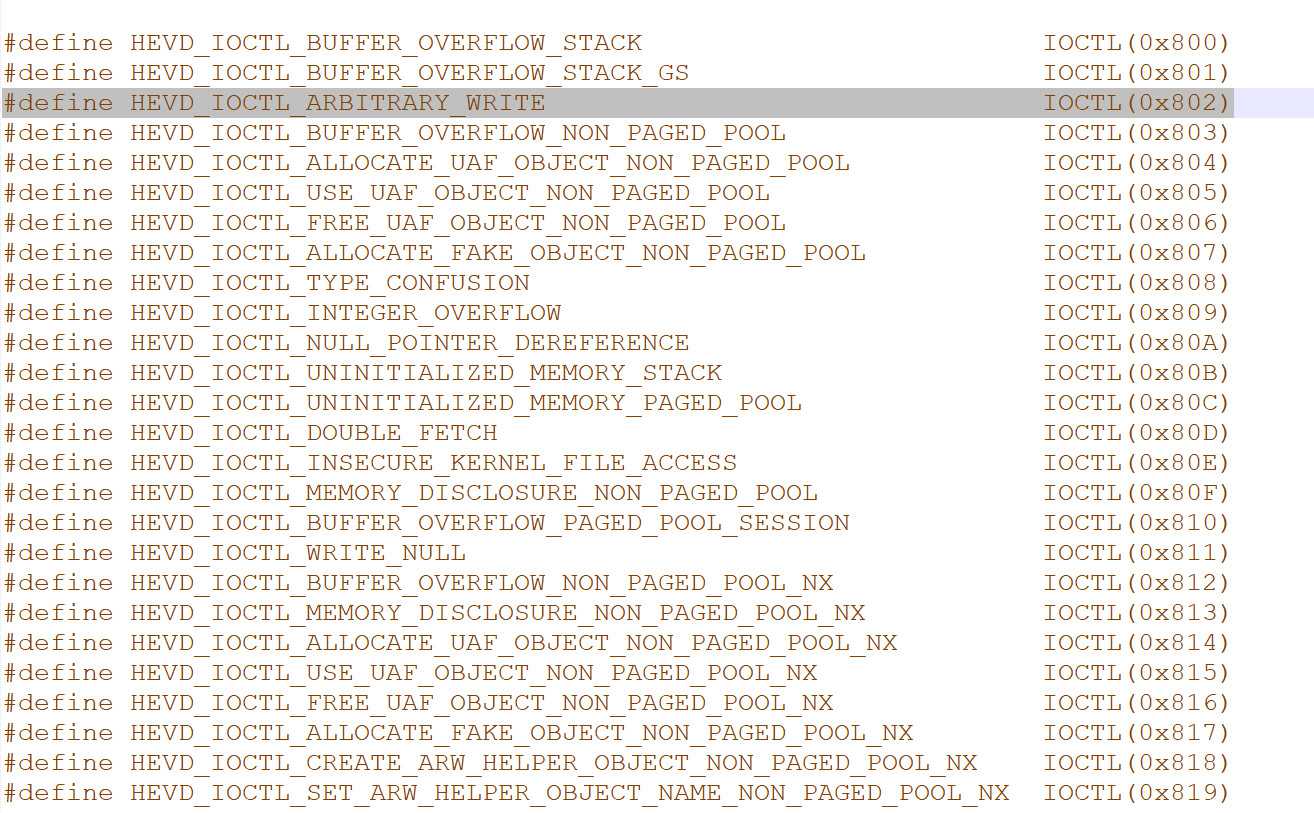 #define HEVD_IOCTL_BUFFER_OVERFLOW_STACK IOCTL(0x800)
#define HEVD_IOCTL_BUFFER_OVERFLOW_STACK_GS IOCTL(0x801)
#define HEVD_IOCTL_ARBITRARY_WRITE IOCTL(0x802)
#define HEVD_IOCTL_BUFFER_OVERFLOW_NON_PAGED_POOL IOCTL(0x803)
#define HEVD_IOCTL_ALLOCATE_UAF_OBJECT_NON_PAGED_POOL IOCTL(0x804)
#define HEVD_IOCTL_USE_UAF_OBJECT_NON_PAGED_POOL IOCTL(0x805)
#define HEVD_IOCTL_FREE_UAF_OBJECT_NON_PAGED_POOL IOCTL(0x806)
#define HEVD_IOCTL_ALLOCATE_FAKE_OBJECT_NON_PAGED_POOL IOCTL(0x807)
#define HEVD_IOCTL_TYPE_CONFUSION IOCTL(0x808)
#define HEVD_IOCTL_INTEGER_OVERFLOW IOCTL(0x809)
#define HEVD_IOCTL_NULL_POINTER_DEREFERENCE IOCTL(0x80A)
#define HEVD_IOCTL_UNINITIALIZED_MEMORY_STACK IOCTL(0x80B)
#define HEVD_IOCTL_UNINITIALIZED_MEMORY_PAGED_POOL IOCTL(0x80C)
#define HEVD_IOCTL_DOUBLE_FETCH IOCTL(0x80D)
#define HEVD_IOCTL_INSECURE_KERNEL_FILE_ACCESS IOCTL(0x80E)
#define HEVD_IOCTL_MEMORY_DISCLOSURE_NON_PAGED_POOL IOCTL(0x80F)
#define HEVD_IOCTL_BUFFER_OVERFLOW_PAGED_POOL_SESSION IOCTL(0x810)
#define HEVD_IOCTL_WRITE_NULL IOCTL(0x811)
#define HEVD_IOCTL_BUFFER_OVERFLOW_NON_PAGED_POOL_NX IOCTL(0x812)
#define HEVD_IOCTL_MEMORY_DISCLOSURE_NON_PAGED_POOL_NX IOCTL(0x813)
#define HEVD_IOCTL_ALLOCATE_UAF_OBJECT_NON_PAGED_POOL_NX IOCTL(0x814)
#define HEVD_IOCTL_USE_UAF_OBJECT_NON_PAGED_POOL_NX IOCTL(0x815)
#define HEVD_IOCTL_FREE_UAF_OBJECT_NON_PAGED_POOL_NX IOCTL(0x816)
#define HEVD_IOCTL_ALLOCATE_FAKE_OBJECT_NON_PAGED_POOL_NX IOCTL(0x817)
#define HEVD_IOCTL_CREATE_ARW_HELPER_OBJECT_NON_PAGED_POOL_NX IOCTL(0x818)
#define HEVD_IOCTL_SET_ARW_HELPER_OBJECT_NAME_NON_PAGED_POOL_NX IOCTL(0x819)